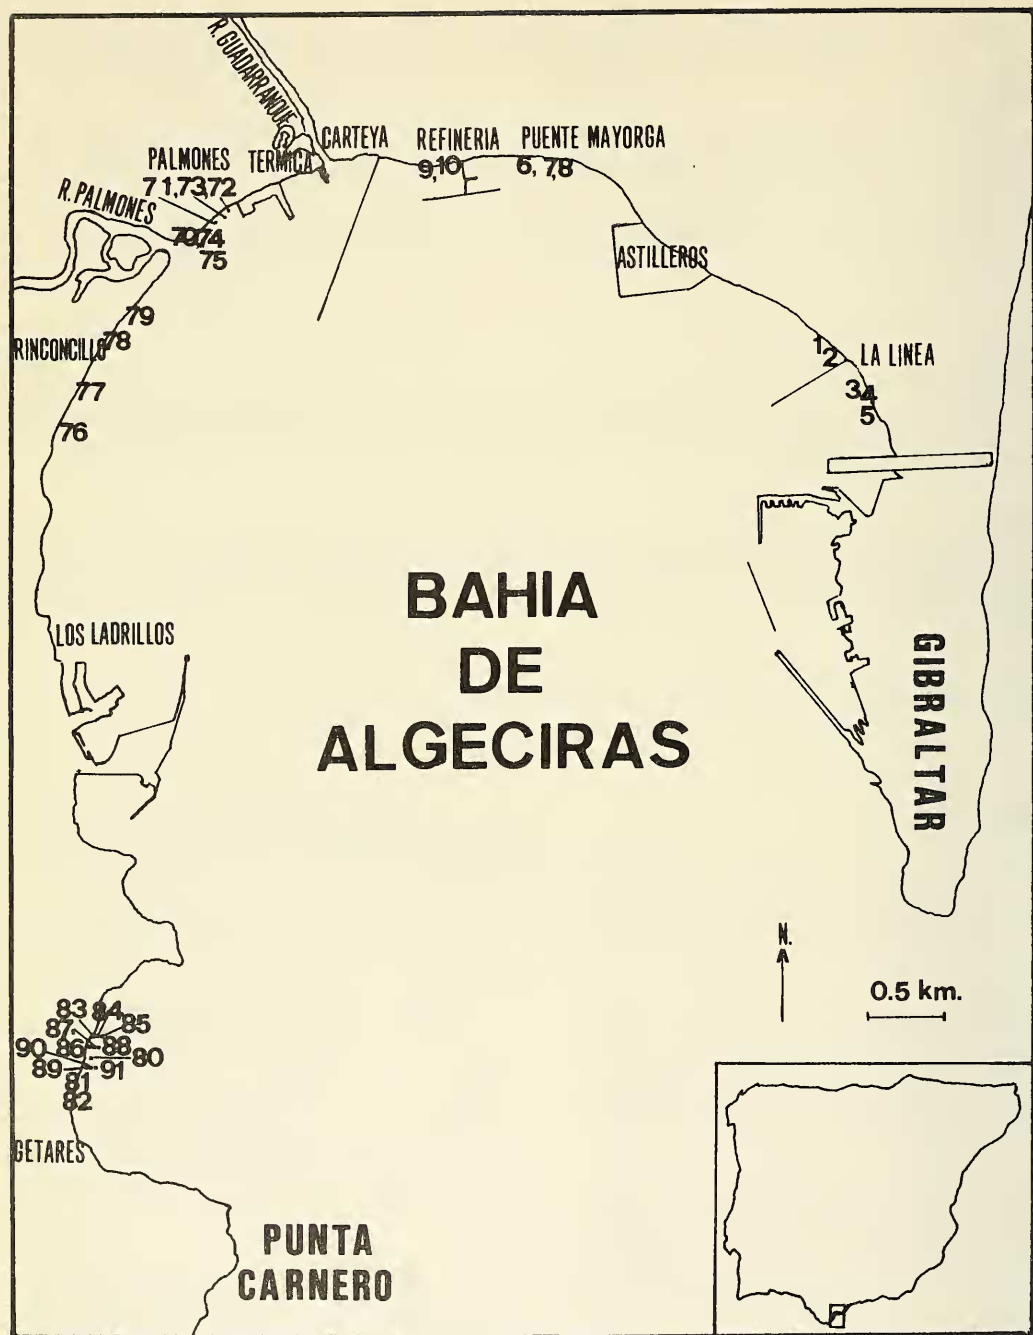 R. GUADARRANQUE
CARTEYA
REFINERIA
PUENTE MAYORGA
9,10
6, 7,8
PALMONES
TERMICA
71,73,72
R. PALMONES
74
75
ASTILLEROS
79
RINCONCILLO
78
77
76
1
2
LA LINEA
3
4
5
BAHIA
DE
ALGECIRAS
LOS LADRILLOS
GIBRALTAR
N.
0.5 km.
83
84
87
85
90
86
88
80
89
91
81
82
GETARES
PUNTA
CARNERO